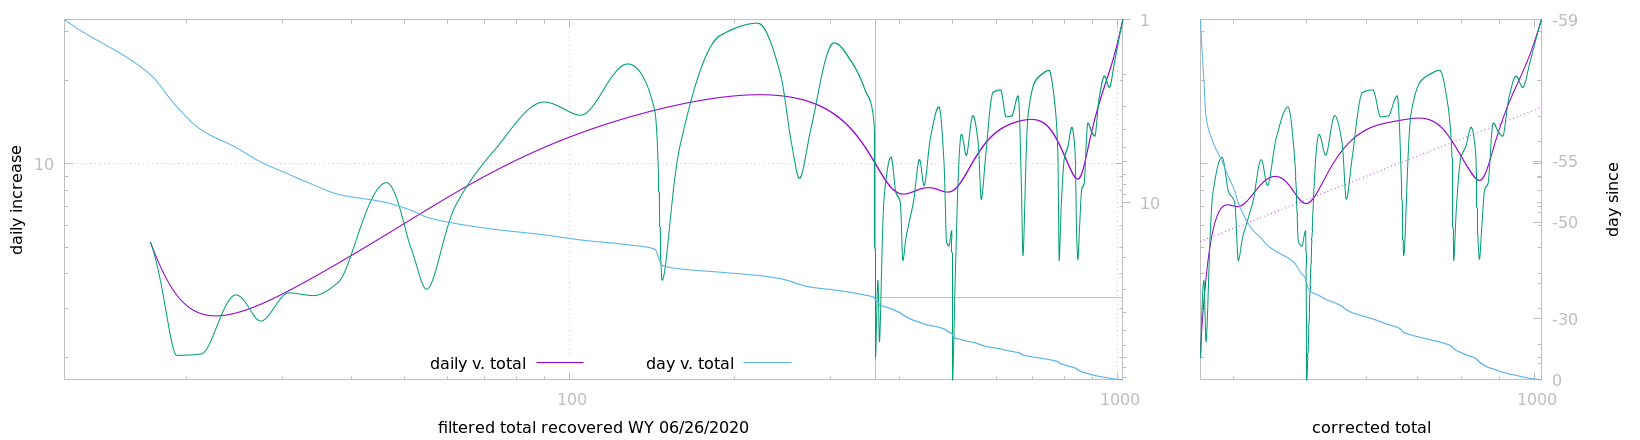 1
-59
daily increase
10
10
-55
-50
-30
0
day since
daily v. total
day v. total
100
1000
1000
filtered total recovered WY 06/26/2020
corrected total